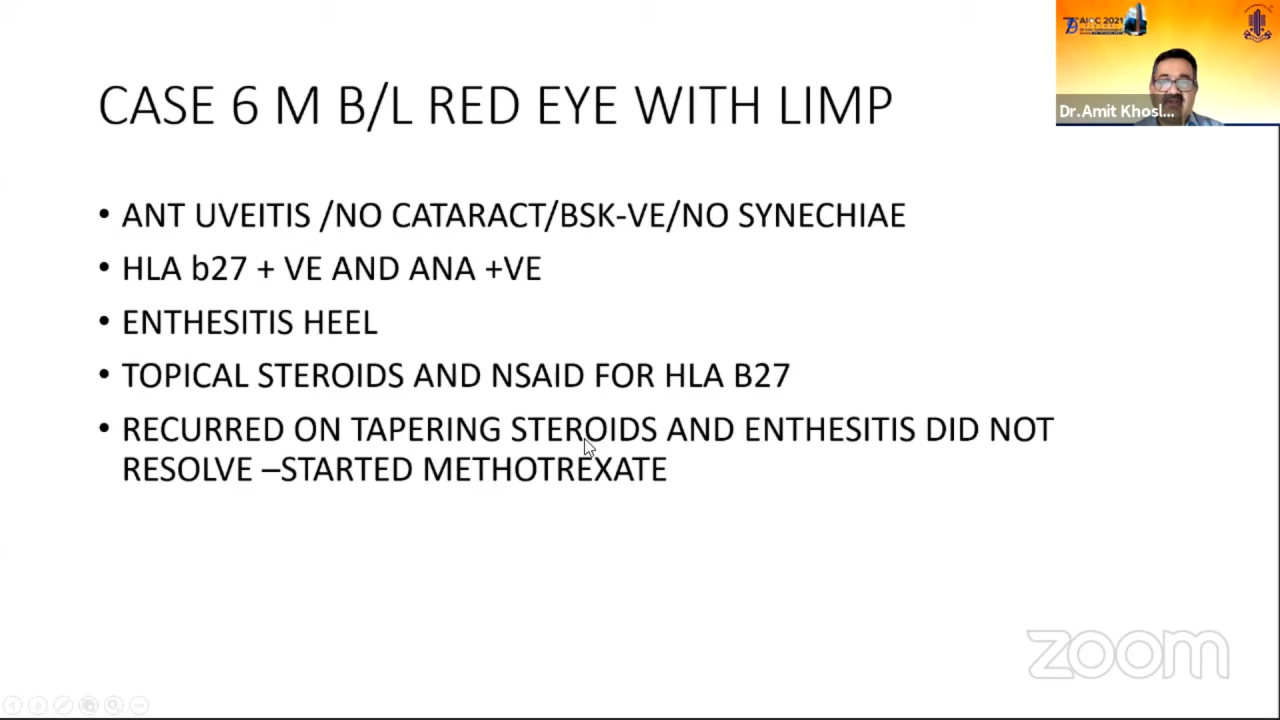 AIOC 2021
Dr.Amit Khosl...
CASE 6 M B/L RED EYE WITH LIMP
• ANT UVEITIS /NO CATARACT/BSK-VE/NO SYNECHIAE
• HLA b27 + VE AND ANA +VE
• ENTHESITIS HEEL
• TOPICAL STEROIDS AND NSAID FOR HLA B27
• RECURRED ON TAPERING STEROIDS AND ENTHESITIS DID NOT
RESOLVE –STARTED METHOTREXATE
zoom